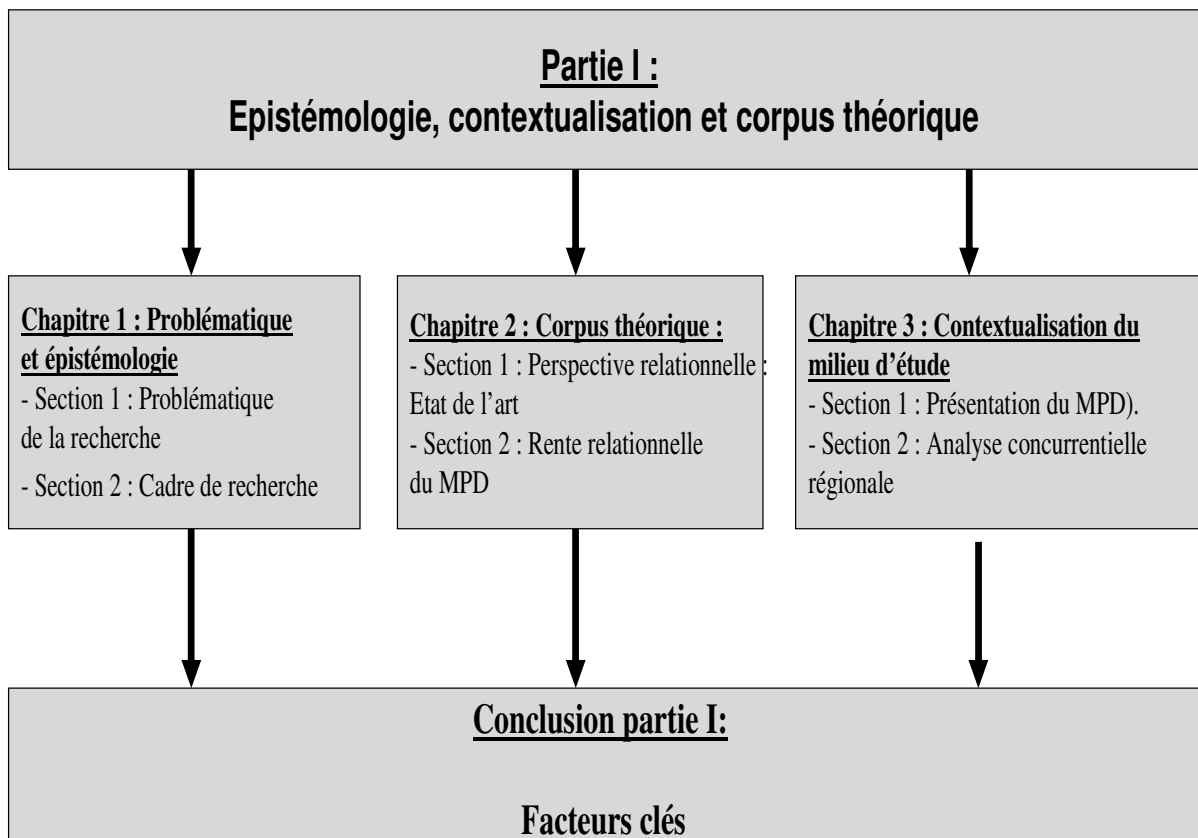 Partie I :
Epistémologie, contextualisation et corpus théorique
Chapitre 1 : Problématique
et épistémologie
- Section 1 : Problématique
de la recherche
- Section 2 : Cadre de recherche
Chapitre 2 : Corpus théorique :
- Section 1 : Perspective relationnelle :
Etat de l’art
- Section 2 : Rente relationnelle
du MPD
Chapitre 3 : Contextualisation du
milieu d’étude
- Section 1 : Présentation du MPD).
- Section 2 : Analyse concurrentielle
régionale
Conclusion partie I:
Facteurs clés